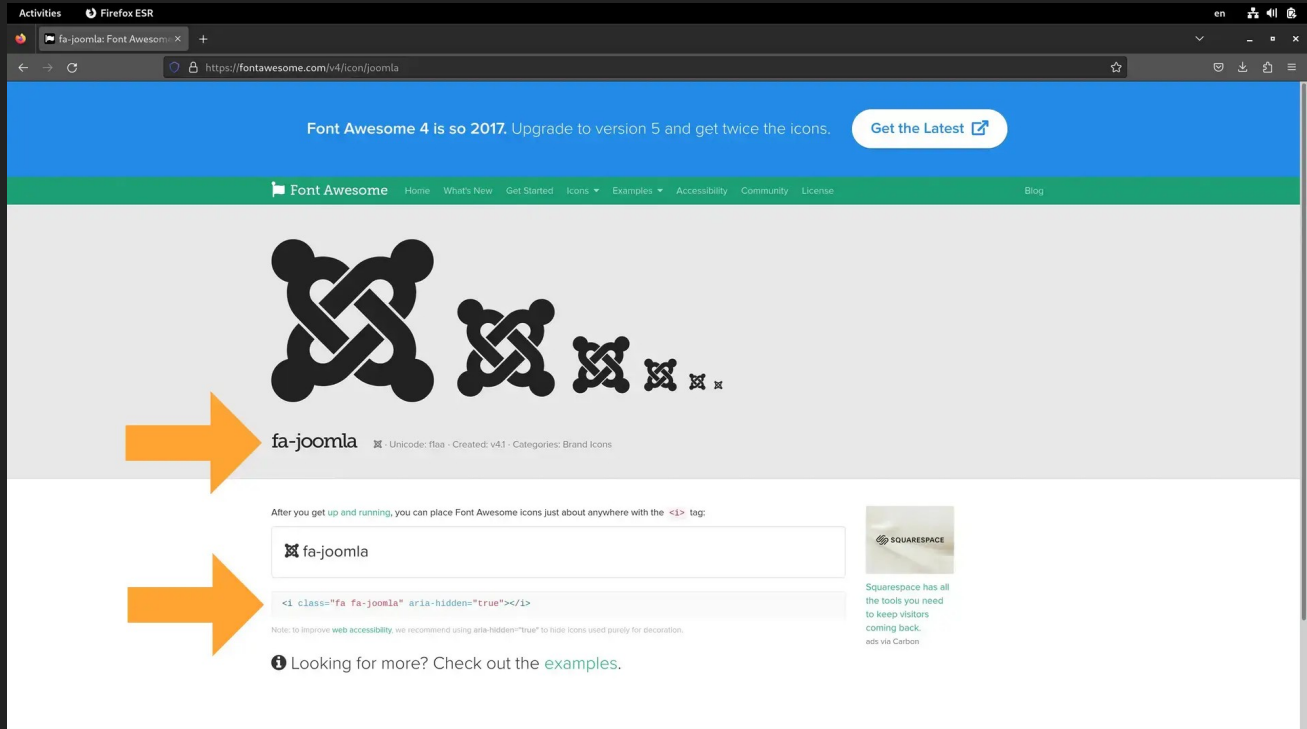 Activities Firefox ESR en
fa-joomla: Font Awesom
https://fontawesome.com/v4/icon/joomla
Font Awesome 4 is so 2017. Upgrade to version 5 and get twice the icons. Get the Latest
Font Awesome Home What's New Get Started Icons Examples Accessibility Community License Blog
fa-joomla · Unicode: f1aa · Created: v4.1 · Categories: Brand Icons
After you get up and running, you can place Font Awesome icons just about anywhere with the <i> tag:
fa-joomla
<i class="fa fa-joomla" aria-hidden="true"></i>
Note: to improve web accessibility, we recommend using aria-hidden="true" to hide icons used purely for decoration.
Looking for more? Check out the examples.
SQUARESPACE
Squarespace has all
the tools you need
to keep visitors
coming back.
ads via Carbon